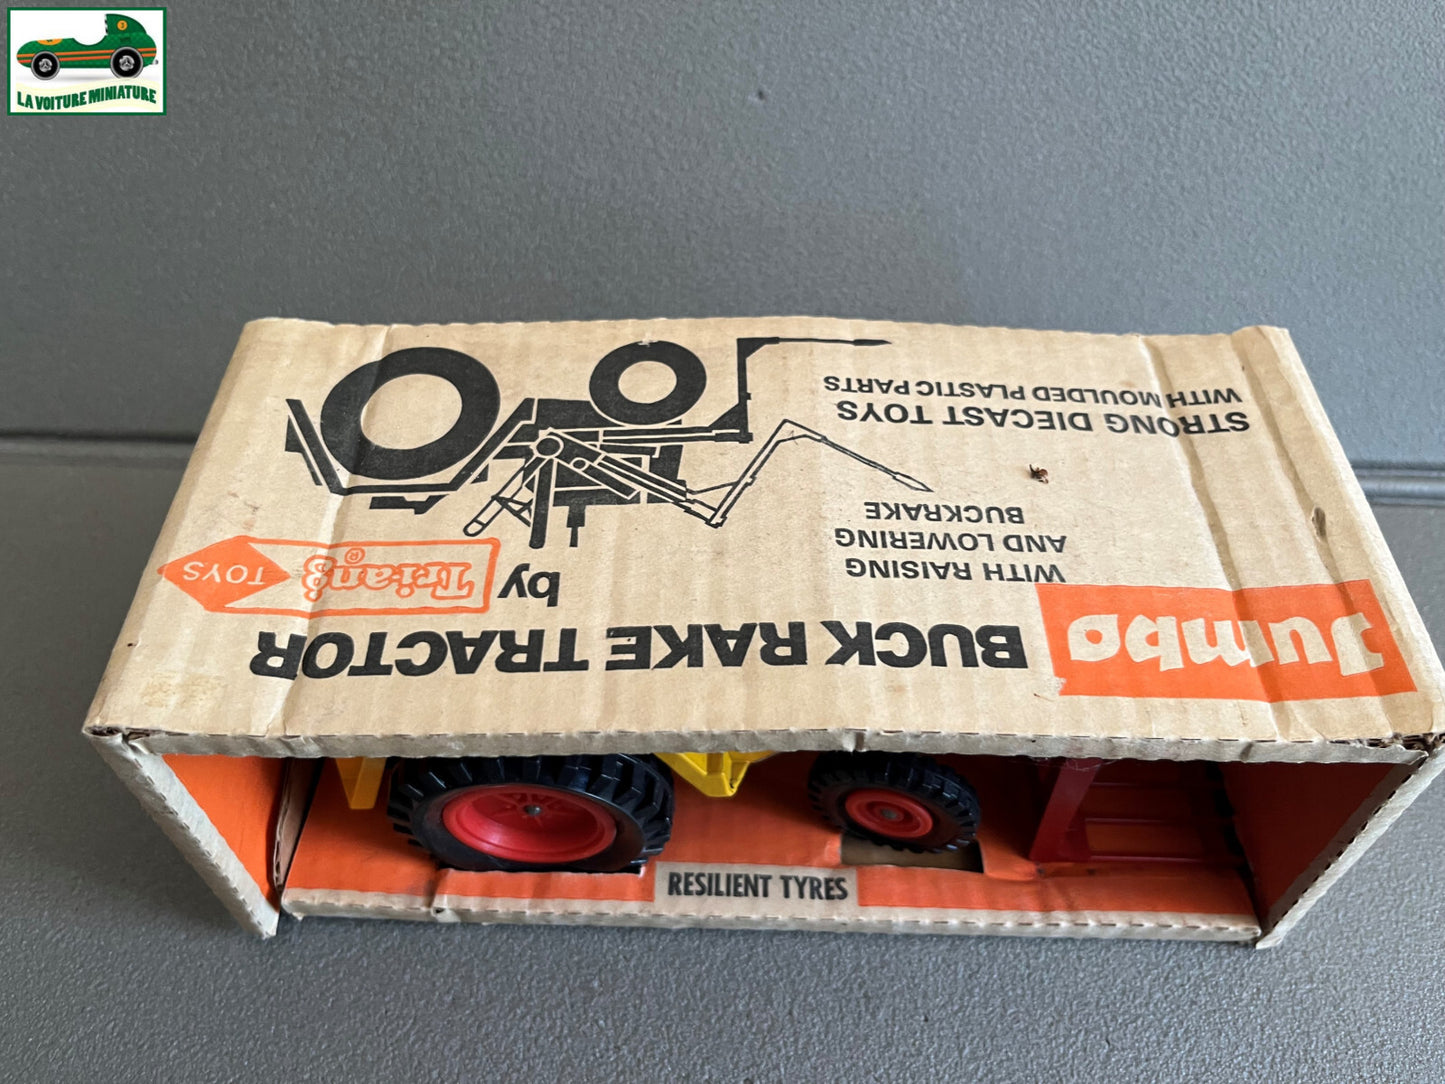 3
LA VOITURE MINIATURE
Jumbo BUCK RAKE TRACTOR
by Tri-ang ® TOYS
WITH RAISING
AND LOWERING
BUCKRAKE
STRONG DIECAST TOYS
WITH MOULDED PLASTIC PARTS
RESILIENT TYRES